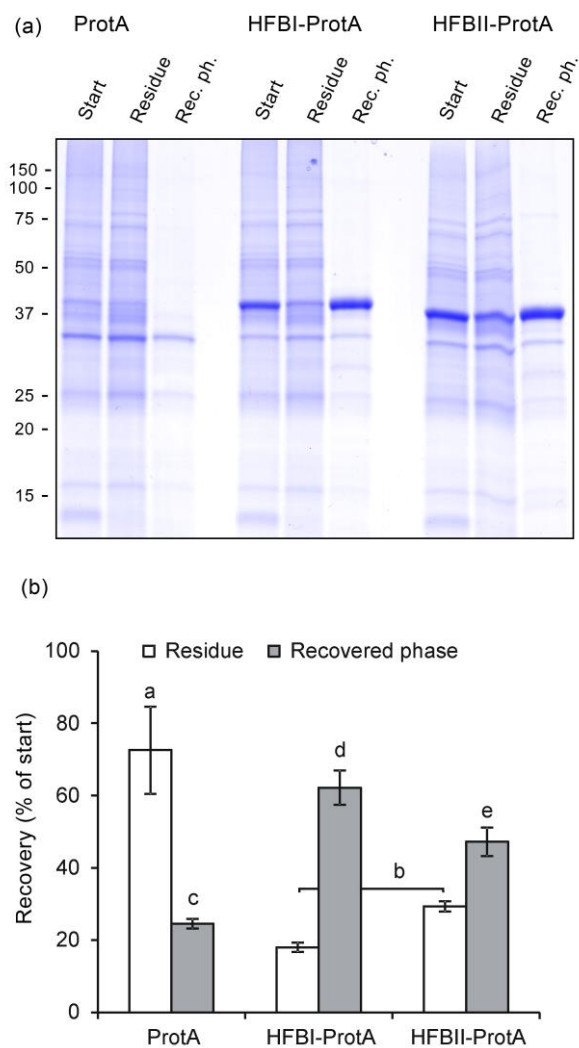 (a)
ProtA HFBI-ProtA HFBII-ProtA
Start Residue Rec. ph. Start Residue Rec. ph. Start Residue Rec. ph.
150 -
100 -
75 -
50 -
37 -
25 -
20 -
15 -
(b)
Residue Recovered phase
Recovery (% of start)
100
80
60
40
20
0
a
c
d
b
e
ProtA HFBI-ProtA HFBII-ProtA